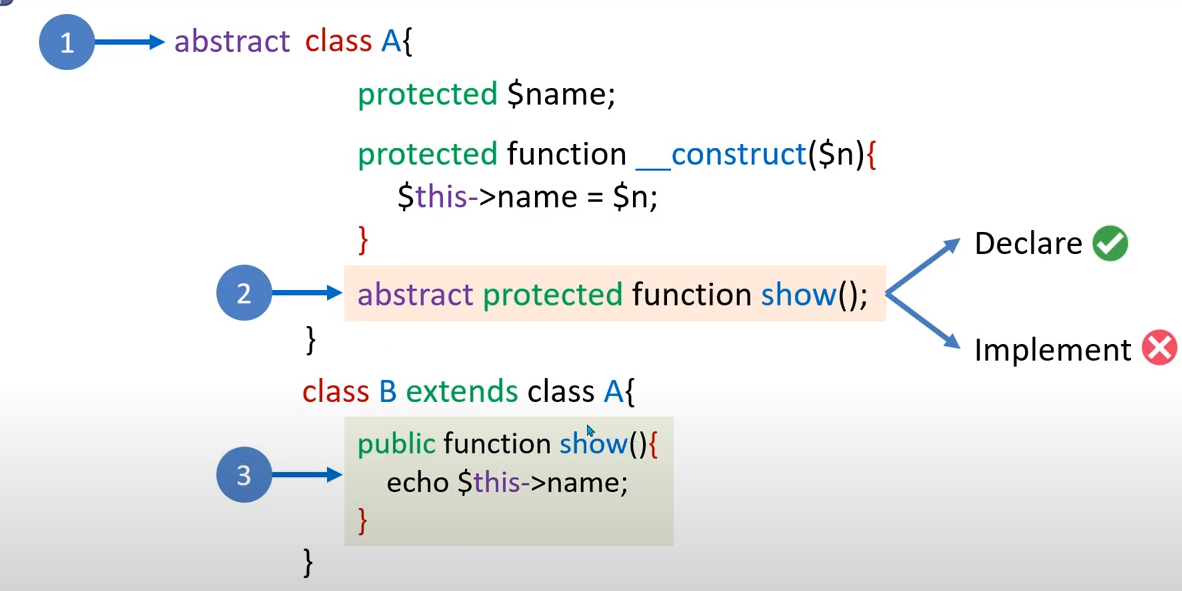 1 abstract class A{
protected $name;
protected function __construct($n){
$this->name = $n;
}
Declare
2 abstract protected function show();
}
Implement
class B extends class A{
public function show(){
3 echo $this->name;
}
}